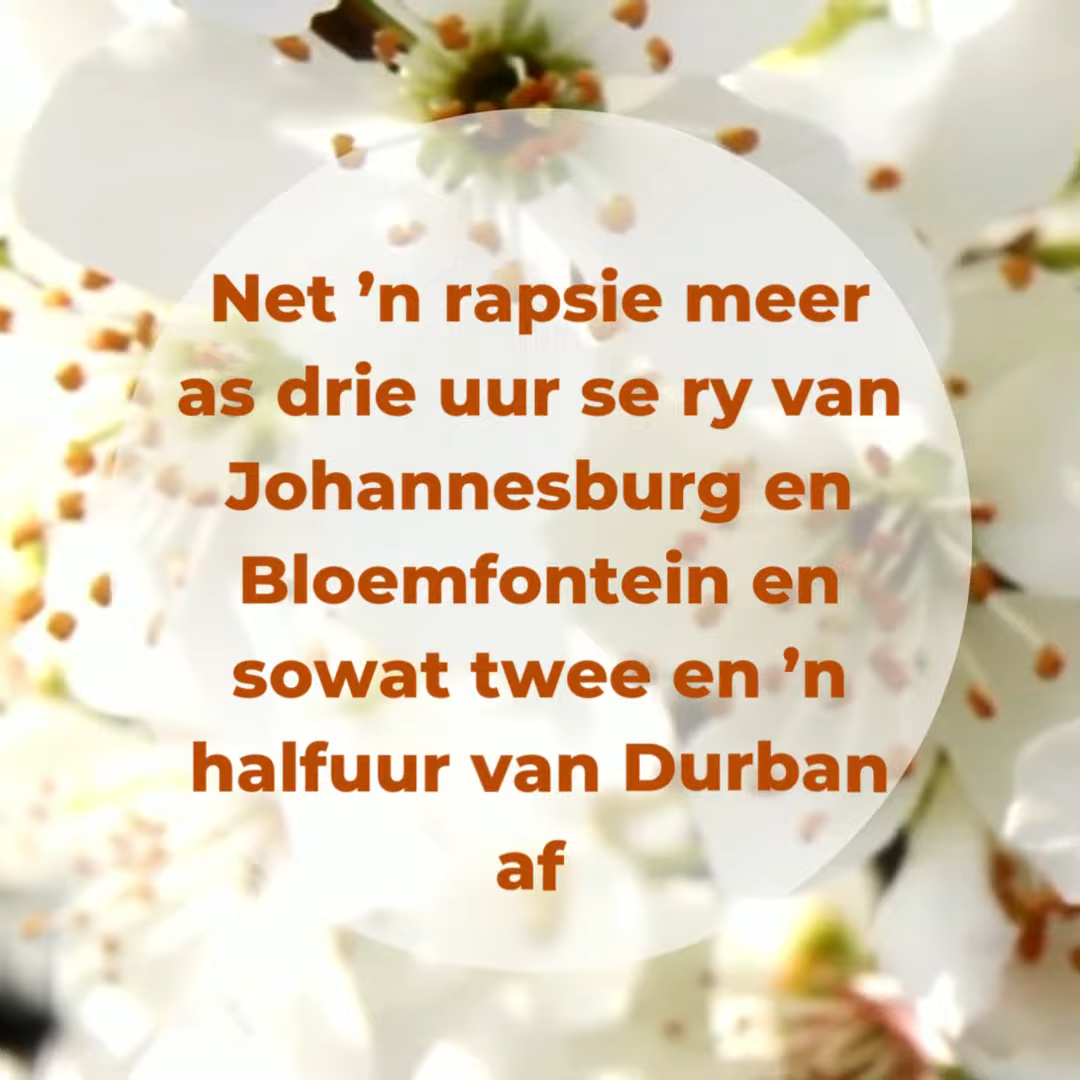 Net ’n rapsie meer
as drie uur se ry van
Johannesburg en
Bloemfontein en
sowat twee en ’n
halfuur van Durban
af